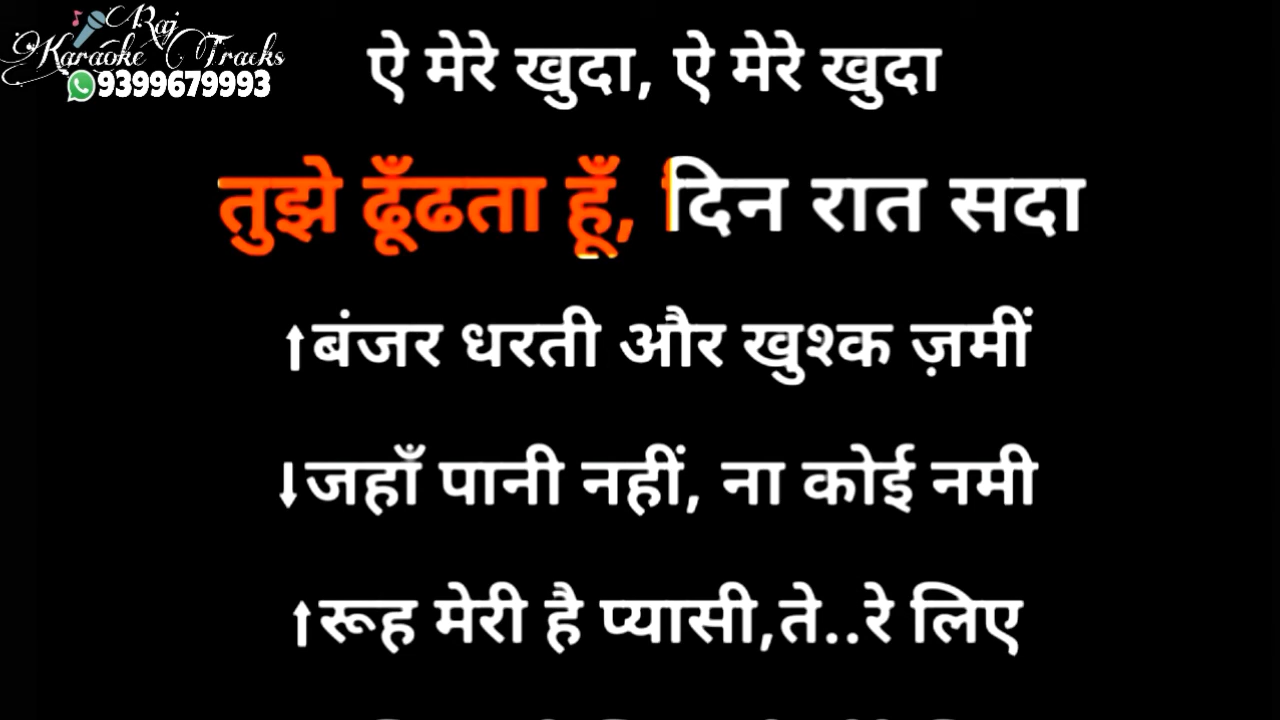 Raj
Karaoke Tracks
9399679993
ऐ मेरे खुदा, ऐ मेरे खुदा
तुझे ढूँढता हूँ, दिन रात सदा
↑बंजर धरती और खुश्क ज़मीं
↓जहाँ पानी नहीं, ना कोई नमी
↑रूह मेरी है प्यासी,ते..रे लिए